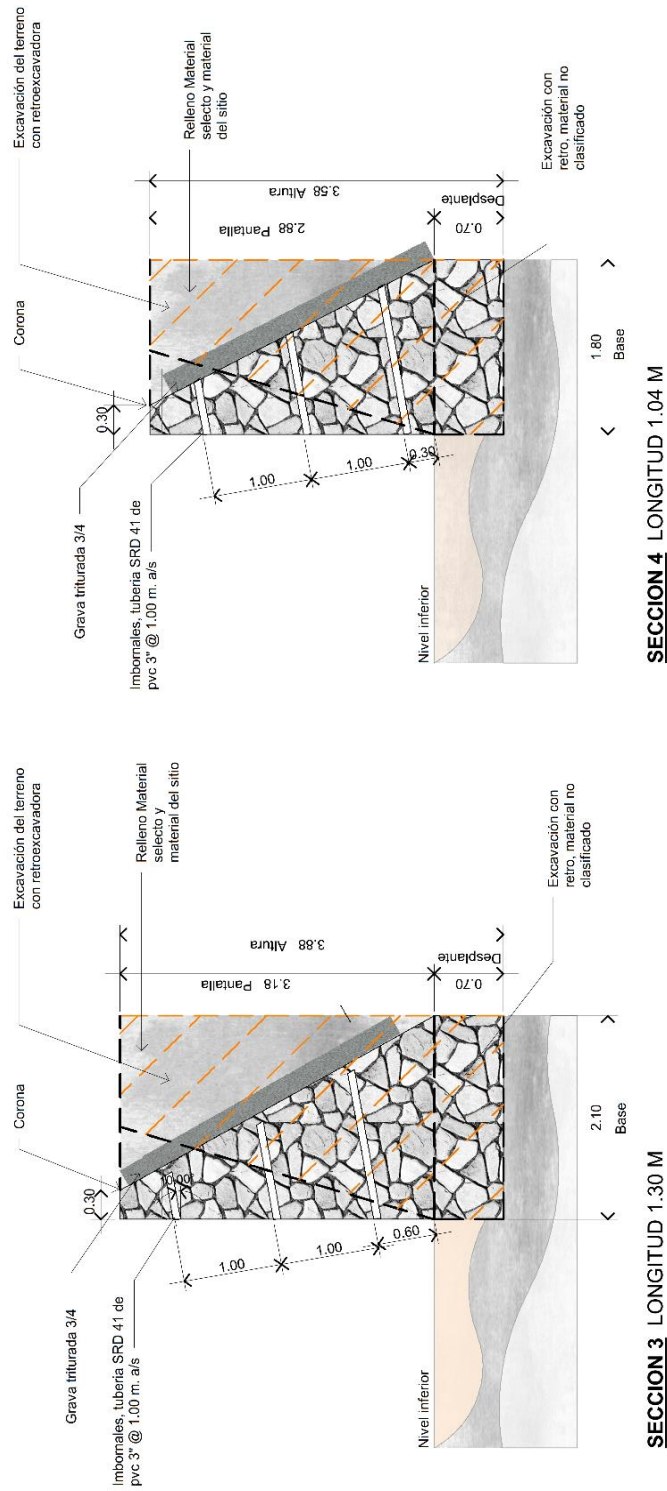 Excavación del terreno
con retroexcavadora
Corona
Grava triturada 3/4
0.30
Relleno Material
selecto y
material del sitio
Imbornales, tuberia SRD 41 de
pvc 3" @ 1.00 m. a/s
1.00
1.00
0.60
3.18 Pantalla
3.88 Altura
0.70
Desplante
Nivel inferior
Excavación con
retro, material no
clasificado
2.10
Base
SECCION 3 LONGITUD 1.30 M
Excavación del terreno
con retroexcavadora
Corona
Grava triturada 3/4
0.30
Relleno Material
selecto y material
del sitio
Imbornales, tuberia SRD 41 de
pvc 3" @ 1.00 m. a/s
1.00
1.00
0.30
2.88 Pantalla
3.58 Altura
0.70
Desplante
Nivel inferior
Excavación con
retro, material no
clasificado
1.80
Base
SECCION 4 LONGITUD 1.04 M